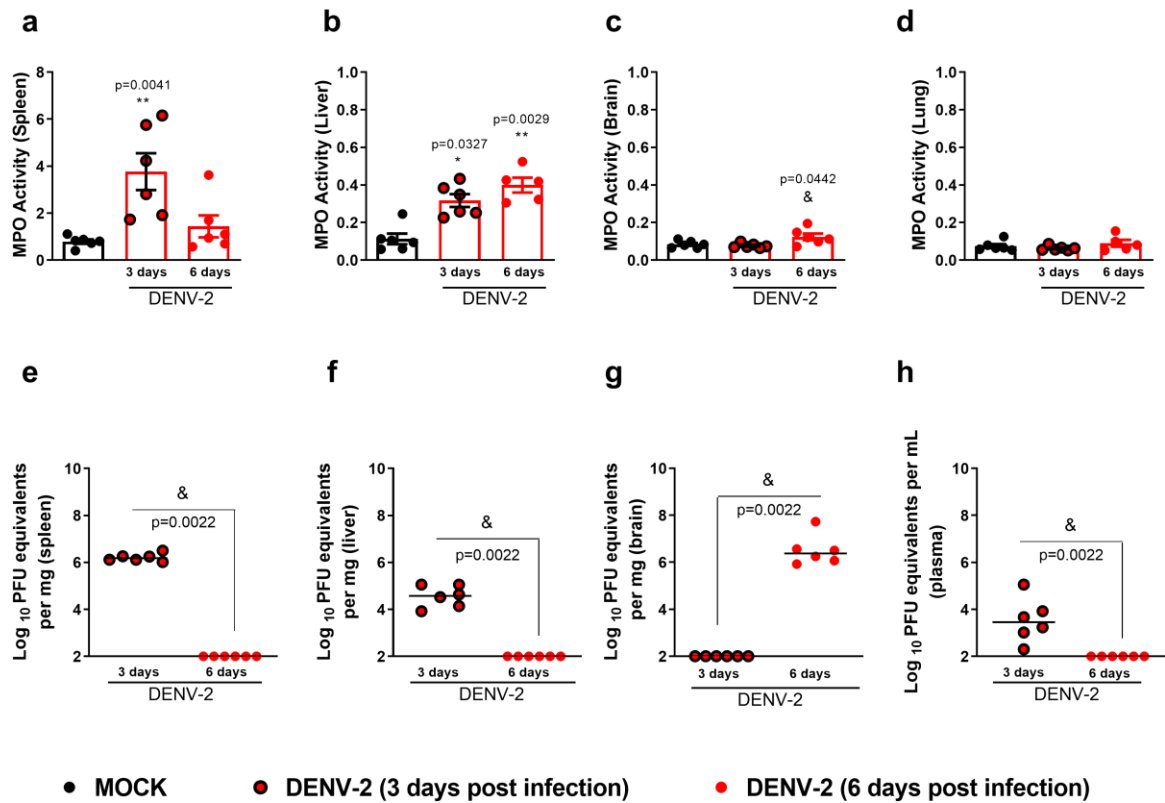 a
MPO Activity (Spleen)
8
6
4
2
0
p=0.0041
**
3 days 6 days
DENV-2
b
MPO Activity (Liver)
1.0
0.8
0.6
0.4
0.2
0.0
p=0.0327
*
p=0.0029
**
3 days 6 days
DENV-2
c
MPO Activity (Brain)
1.0
0.8
0.6
0.4
0.2
0.0
p=0.0442
&
3 days 6 days
DENV-2
d
MPO Activity (Lung)
1.0
0.8
0.6
0.4
0.2
0.0
3 days 6 days
DENV-2
e
Log 10 PFU equivalents
per mg (spleen)
10
8
6
4
2
&
p=0.0022
3 days 6 days
DENV-2
f
Log 10 PFU equivalents
per mg (liver)
10
8
6
4
2
&
p=0.0022
3 days 6 days
DENV-2
g
Log 10 PFU equivalents
per mg (brain)
10
8
6
4
2
&
p=0.0022
3 days 6 days
DENV-2
h
Log 10 PFU equivalents per mL
(plasma)
10
8
6
4
2
&
p=0.0022
3 days 6 days
DENV-2
MOCK DENV-2 (3 days post infection) DENV-2 (6 days post infection)